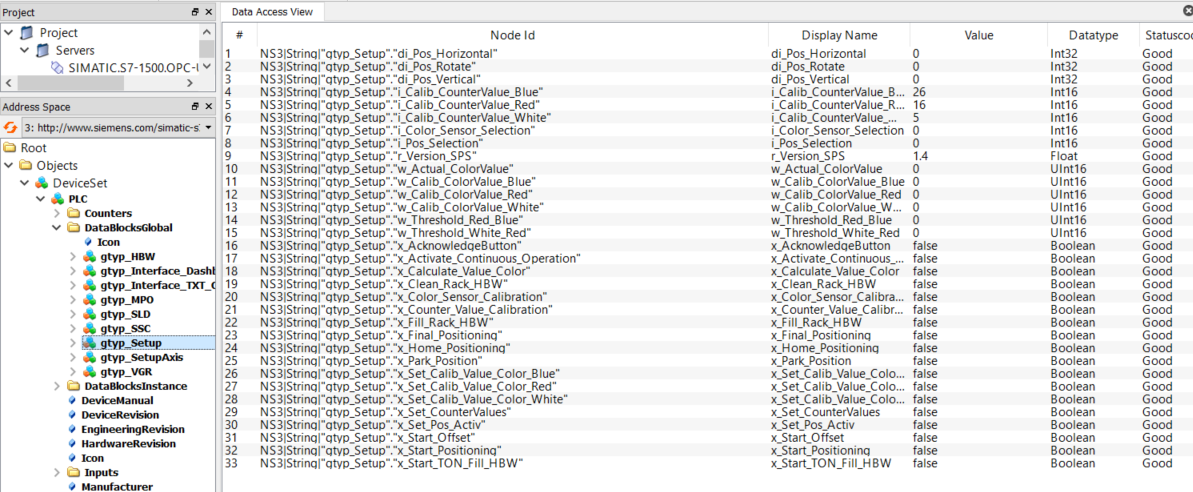 Project
Project
Servers
SIMATIC.S7-1500.OPC-U
Address Space
3: http://www.siemens.com/simatic-s
Root
Objects
DeviceSet
PLC
Counters
DataBlocksGlobal
Icon
gtyp_HBW
gtyp_Interface_Dashb
gtyp_Interface_TXT_C
gtyp_MPO
gtyp_SLD
gtyp_SSC
gtyp_Setup
gtyp_SetupAxis
gtyp_VGR
DataBlocksInstance
DeviceManual
DeviceRevision
EngineeringRevision
HardwareRevision
Icon
Inputs
Manufacturer
Data Access View
# Node Id Display Name Value Datatype Statuscoc
1 NS3|String|"gtyp_Setup"."di_Pos_Horizontal" di_Pos_Horizontal 0 Int32 Good
2 NS3|String|"gtyp_Setup"."di_Pos_Rotate" di_Pos_Rotate 0 Int32 Good
3 NS3|String|"gtyp_Setup"."di_Pos_Vertical" di_Pos_Vertical 0 Int32 Good
4 NS3|String|"gtyp_Setup"."i_Calib_CounterValue_Blue" i_Calib_CounterValue_B... 26 Int16 Good
5 NS3|String|"gtyp_Setup"."i_Calib_CounterValue_Red" i_Calib_CounterValue_R... 16 Int16 Good
6 NS3|String|"gtyp_Setup"."i_Calib_CounterValue_White" i_Calib_CounterValue_... 5 Int16 Good
7 NS3|String|"gtyp_Setup"."i_Color_Sensor_Selection" i_Color_Sensor_Selection 0 Int16 Good
8 NS3|String|"gtyp_Setup"."i_Pos_Selection" i_Pos_Selection 0 Int16 Good
9 NS3|String|"gtyp_Setup"."r_Version_SPS" r_Version_SPS 1.4 Float Good
10 NS3|String|"gtyp_Setup"."w_Actual_ColorValue" w_Actual_ColorValue 0 UInt16 Good
11 NS3|String|"gtyp_Setup"."w_Calib_ColorValue_Blue" w_Calib_ColorValue_Blue 0 UInt16 Good
12 NS3|String|"gtyp_Setup"."w_Calib_ColorValue_Red" w_Calib_ColorValue_Red 0 UInt16 Good
13 NS3|String|"gtyp_Setup"."w_Calib_ColorValue_White" w_Calib_ColorValue_W... 0 UInt16 Good
14 NS3|String|"gtyp_Setup"."w_Threshold_Red_Blue" w_Threshold_Red_Blue 0 UInt16 Good
15 NS3|String|"gtyp_Setup"."w_Threshold_White_Red" w_Threshold_White_Red 0 UInt16 Good
16 NS3|String|"gtyp_Setup"."x_AcknowledgeButton" x_AcknowledgeButton false Boolean Good
17 NS3|String|"gtyp_Setup"."x_Activate_Continuous_Operation" x_Activate_Continuous_... false Boolean Good
18 NS3|String|"gtyp_Setup"."x_Calculate_Value_Color" x_Calculate_Value_Color false Boolean Good
19 NS3|String|"gtyp_Setup"."x_Clean_Rack_HBW" x_Clean_Rack_HBW false Boolean Good
20 NS3|String|"gtyp_Setup"."x_Color_Sensor_Calibration" x_Color_Sensor_Calibra... false Boolean Good
21 NS3|String|"gtyp_Setup"."x_Counter_Value_Calibration" x_Counter_Value_Calibr... false Boolean Good
22 NS3|String|"gtyp_Setup"."x_Fill_Rack_HBW" x_Fill_Rack_HBW false Boolean Good
23 NS3|String|"gtyp_Setup"."x_Final_Positioning" x_Final_Positioning false Boolean Good
24 NS3|String|"gtyp_Setup"."x_Home_Positioning" x_Home_Positioning false Boolean Good
25 NS3|String|"gtyp_Setup"."x_Park_Position" x_Park_Position false Boolean Good
26 NS3|String|"gtyp_Setup"."x_Set_Calib_Value_Color_Blue" x_Set_Calib_Value_Colo... false Boolean Good
27 NS3|String|"gtyp_Setup"."x_Set_Calib_Value_Color_Red" x_Set_Calib_Value_Colo... false Boolean Good
28 NS3|String|"gtyp_Setup"."x_Set_Calib_Value_Color_White" x_Set_Calib_Value_Colo... false Boolean Good
29 NS3|String|"gtyp_Setup"."x_Set_CounterValues" x_Set_CounterValues false Boolean Good
30 NS3|String|"gtyp_Setup"."x_Set_Pos_Activ" x_Set_Pos_Activ false Boolean Good
31 NS3|String|"gtyp_Setup"."x_Start_Offset" x_Start_Offset false Boolean Good
32 NS3|String|"gtyp_Setup"."x_Start_Positioning" x_Start_Positioning false Boolean Good
33 NS3|String|"gtyp_Setup"."x_Start_TON_Fill_HBW" x_Start_TON_Fill_HBW false Boolean Good